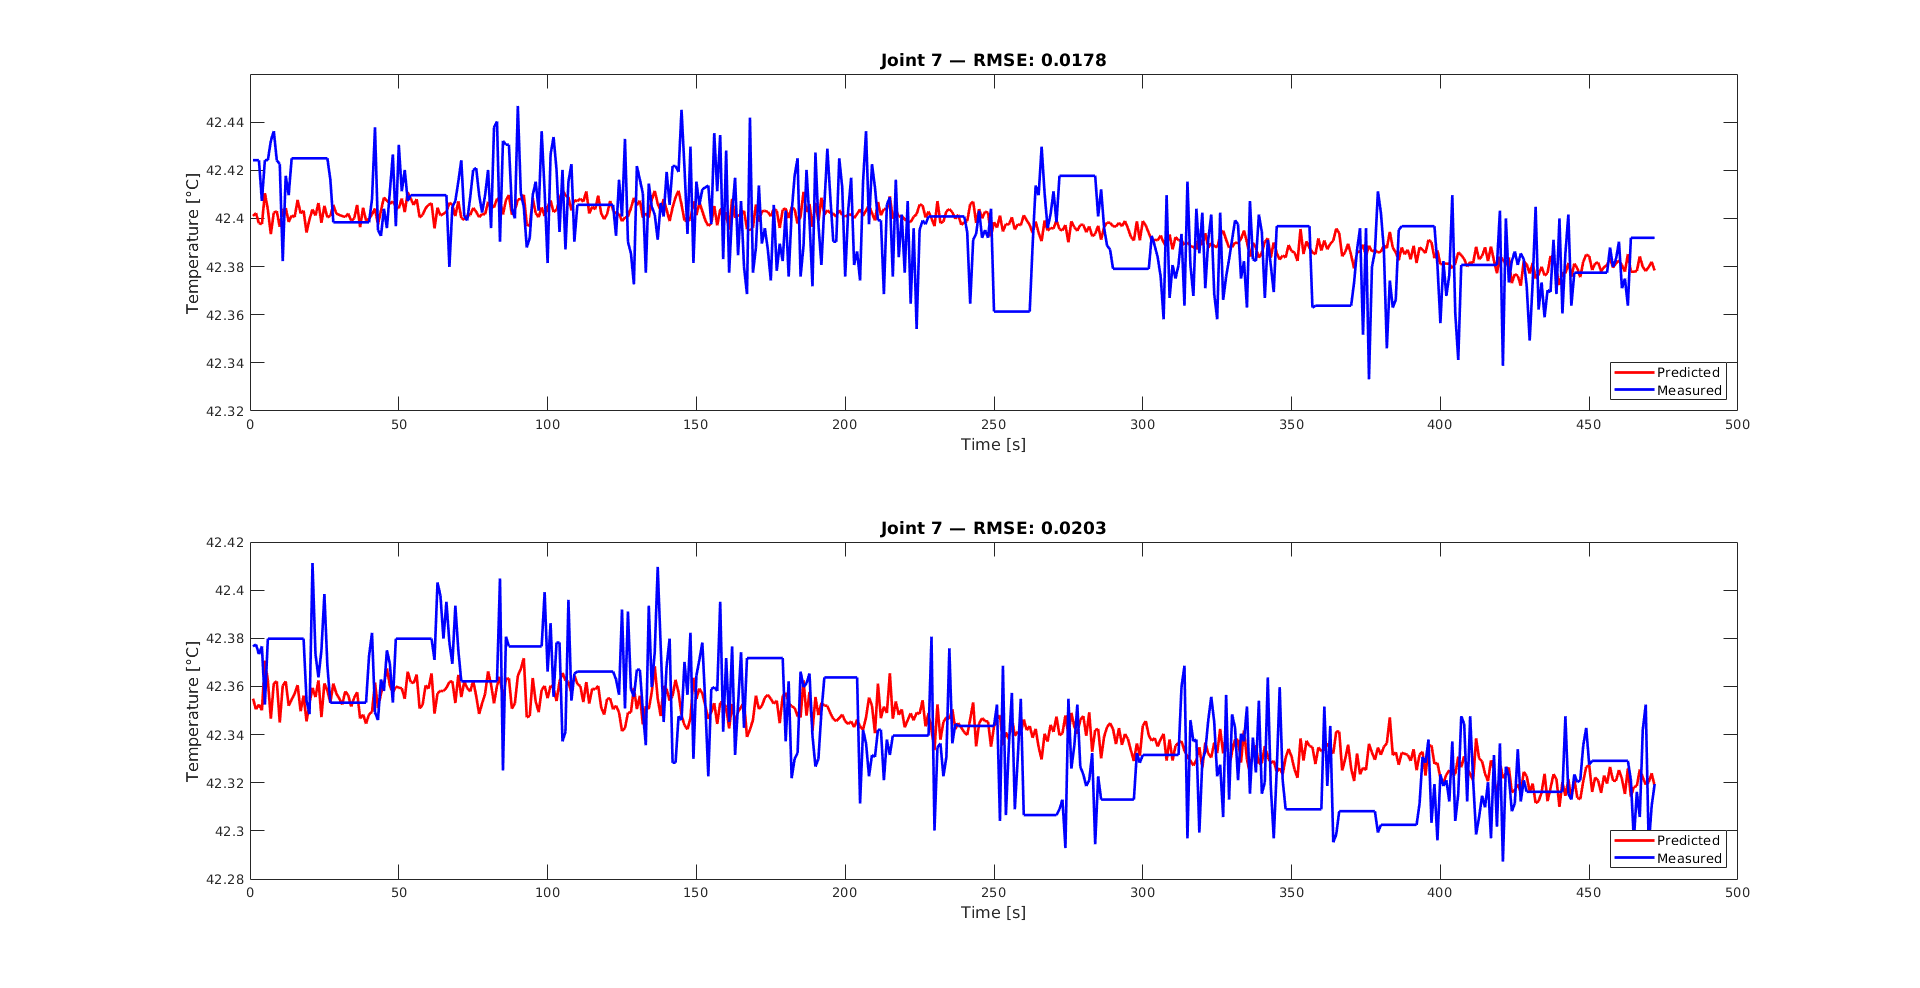 Joint 7 — RMSE: 0.0178
Temperature [°C]
42.44
42.42
42.4
42.38
42.36
42.34
42.32
0 50 100 150 200 250 300 350 400 450 500
Time [s]
Predicted
Measured
Joint 7 — RMSE: 0.0203
Temperature [°C]
42.42
42.4
42.38
42.36
42.34
42.32
42.3
42.28
0 50 100 150 200 250 300 350 400 450 500
Time [s]
Predicted
Measured